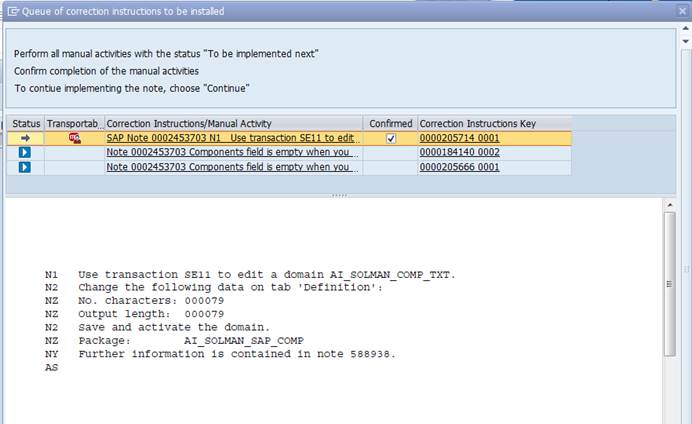 Queue of correction instructions to be installed
Perform all manual activities with the status "To be implemented next"
Confirm completion of the manual activities
To contiue implementing the note, choose "Continue"
Status Transportab... Correction Instructions/Manual Activity Confirmed Correction Instructions Key
SAP Note 0002453703 N1 Use transaction SE11 to edit... 0000205714 0001
Note 0002453703 Components field is empty when you ... 0000184140 0002
Note 0002453703 Components field is empty when you ... 0000205666 0001
N1 Use transaction SE11 to edit a domain AI_SOLMAN_COMP_TXT.
N2 Change the following data on tab 'Definition':
NZ No. characters: 000079
NZ Output length: 000079
N2 Save and activate the domain.
NZ Package: AI_SOLMAN_SAP_COMP
NY Further information is contained in note 588938.
AS